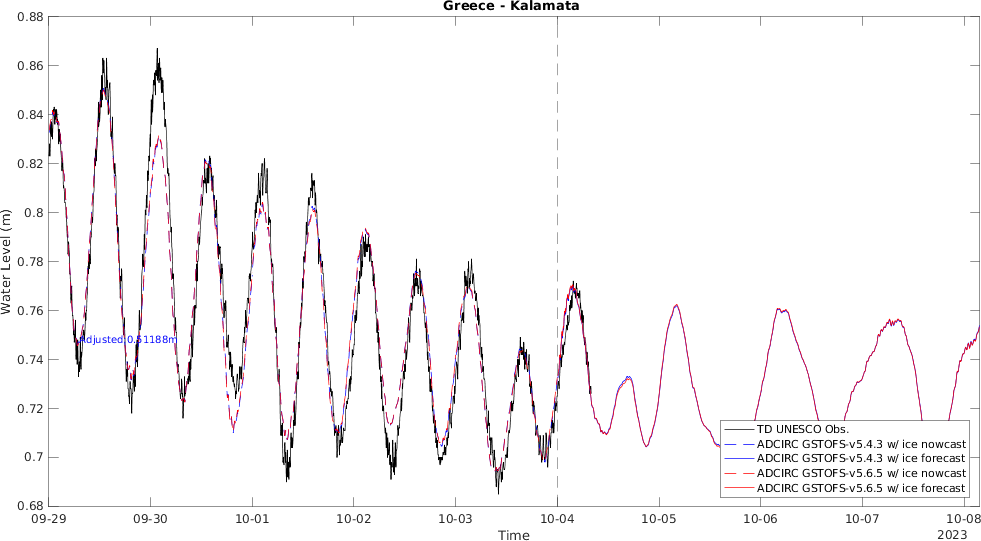 Greece - Kalamata
0.88
0.86
0.84
0.82
0.8
0.78
0.76
0.74
0.72
0.7
0.68
Water Level (m)
Adjusted:0.51188m
TD UNESCO Obs.
ADCIRC GSTOFS-v5.4.3 w/ ice nowcast
ADCIRC GSTOFS-v5.4.3 w/ ice forecast
ADCIRC GSTOFS-v5.6.5 w/ ice nowcast
ADCIRC GSTOFS-v5.6.5 w/ ice forecast
09-29 09-30 10-01 10-02 10-03 10-04 10-05 10-06 10-07 10-08
Time
2023